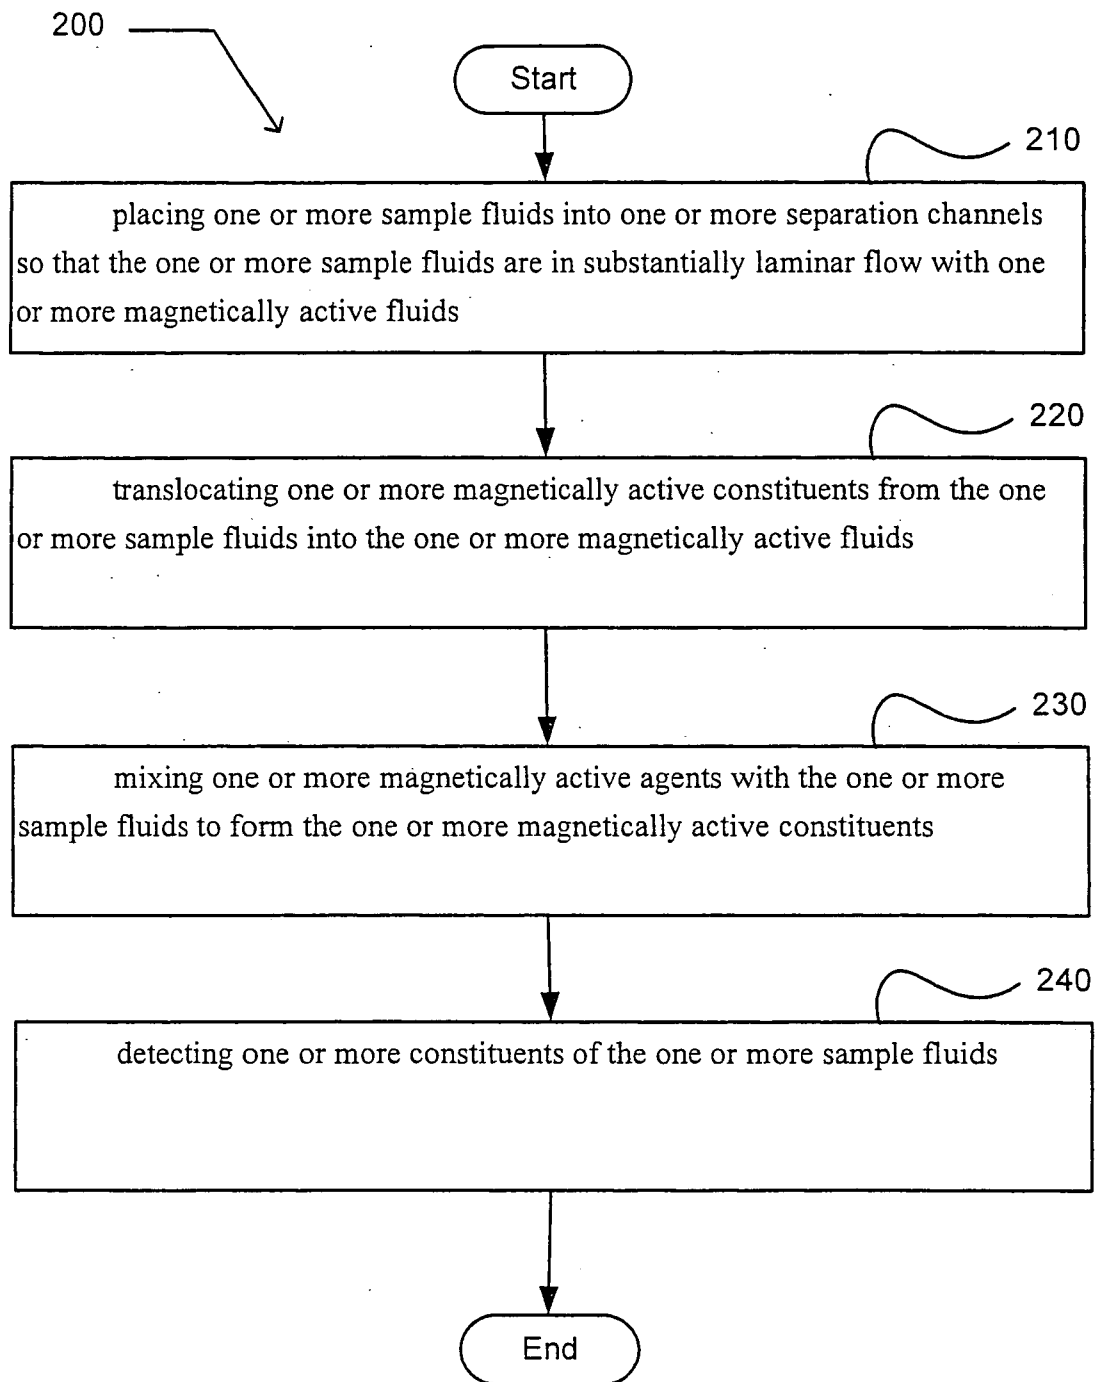 200
Start
210
placing one or more sample fluids into one or more separation channels
so that the one or more sample fluids are in substantially laminar flow with one
or more magnetically active fluids
220
translocating one or more magnetically active constituents from the one
or more sample fluids into the one or more magnetically active fluids
230
mixing one or more magnetically active agents with the one or more
sample fluids to form the one or more magnetically active constituents
240
detecting one or more constituents of the one or more sample fluids
End